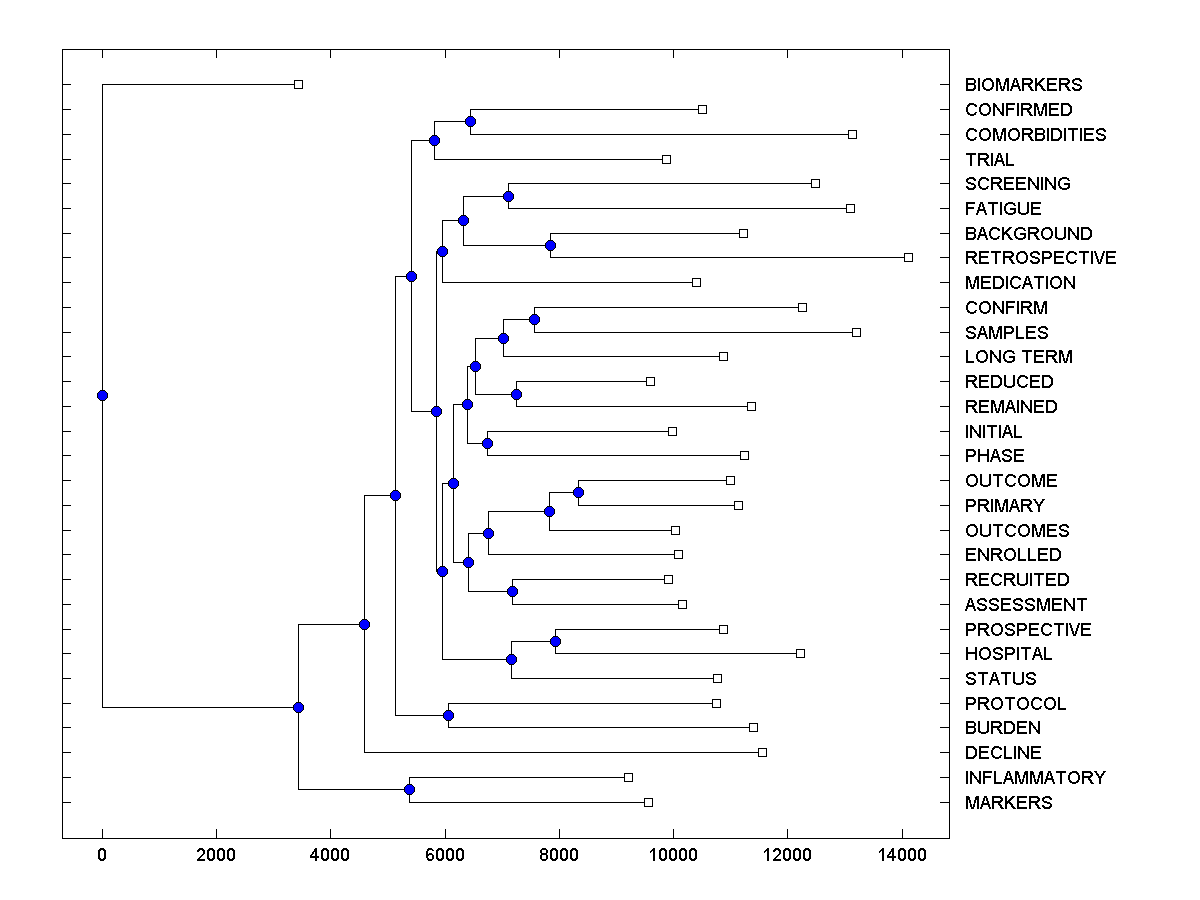 BIOMARKERS
CONFIRMED
COMORBIDITIES
TRIAL
SCREENING
FATIGUE
BACKGROUND
RETROSPECTIVE
MEDICATION
CONFIRM
SAMPLES
LONG TERM
REDUCED
REMAINED
INITIAL
PHASE
OUTCOME
PRIMARY
OUTCOMES
ENROLLED
RECRUITED
ASSESSMENT
PROSPECTIVE
HOSPITAL
STATUS
PROTOCOL
BURDEN
DECLINE
INFLAMMATORY
MARKERS
0 2000 4000 6000 8000 10000 12000 14000